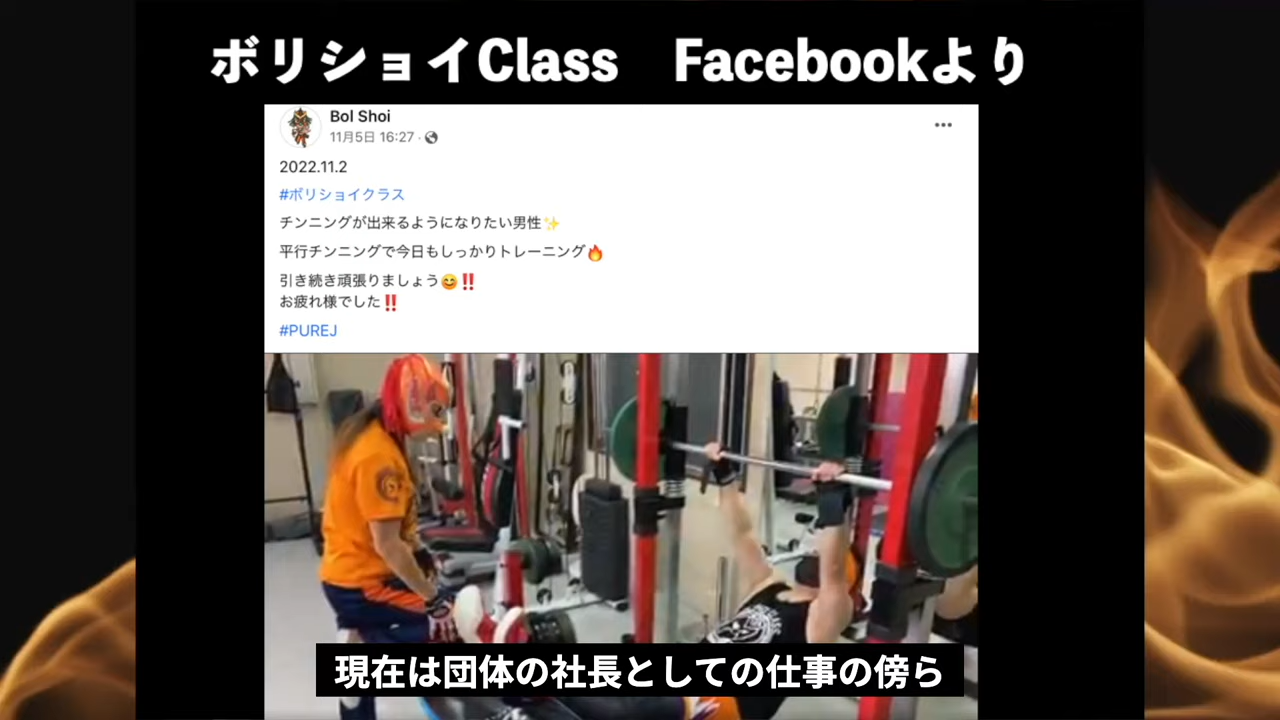 ボリショイClass　Facebookより
Bol Shoi
11月5日 16:27 ·
2022.11.2
#ボリショイクラス
チンニングが出来るようになりたい男性✨
平行チンニングで今日もしっかりトレーニング🔥
引き続き頑張りましょう😊‼️
お疲れ様でした‼️
#PUREJ
現在は団体の社長としての仕事の傍ら